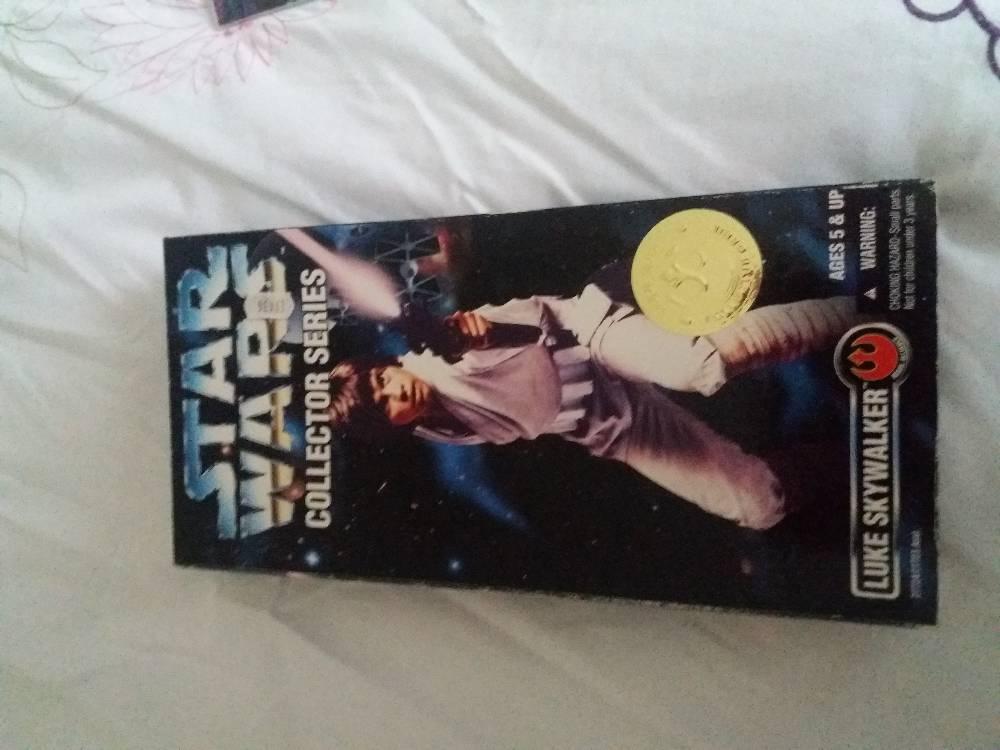 STAR
WARS
COLLECTOR SERIES
AGES 5 & UP
WARNING:
CHOKING HAZARD-Small parts.
Not for children under 3 years.
LUKE SKYWALKER